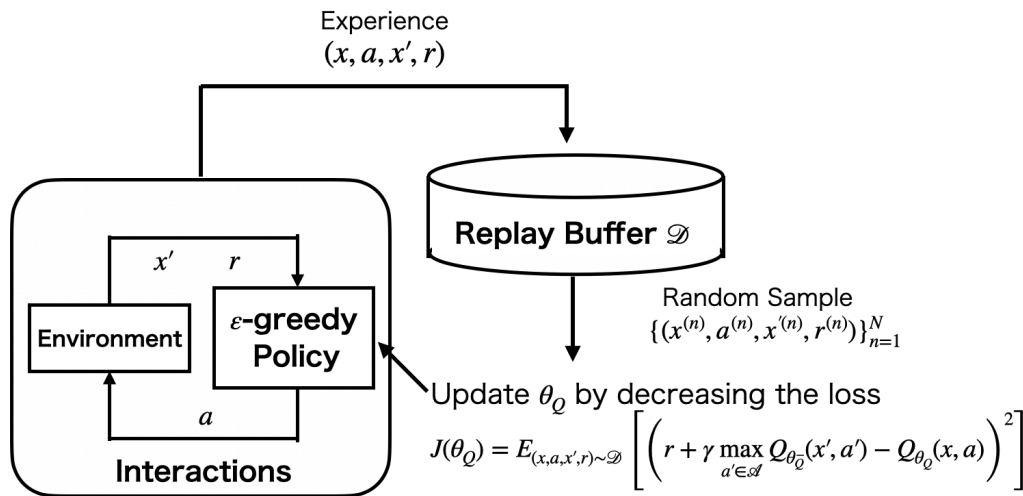 Experience
(x, a, x′, r)
Replay Buffer 𝒟
x′ r
Environment
ε-greedy
Policy
a
Interactions
Random Sample
{(x⁽ⁿ⁾, a⁽ⁿ⁾, x′⁽ⁿ⁾, r⁽ⁿ⁾)}ₙ₌₁ᴺ
Update θ_Q by decreasing the loss
J(θ_Q) = E_{(x,a,x′,r)∼𝒟} [(r + γ max_{a′∈𝒜} Q_{θ_Q̄}(x′, a′) − Q_{θ_Q}(x, a))²]